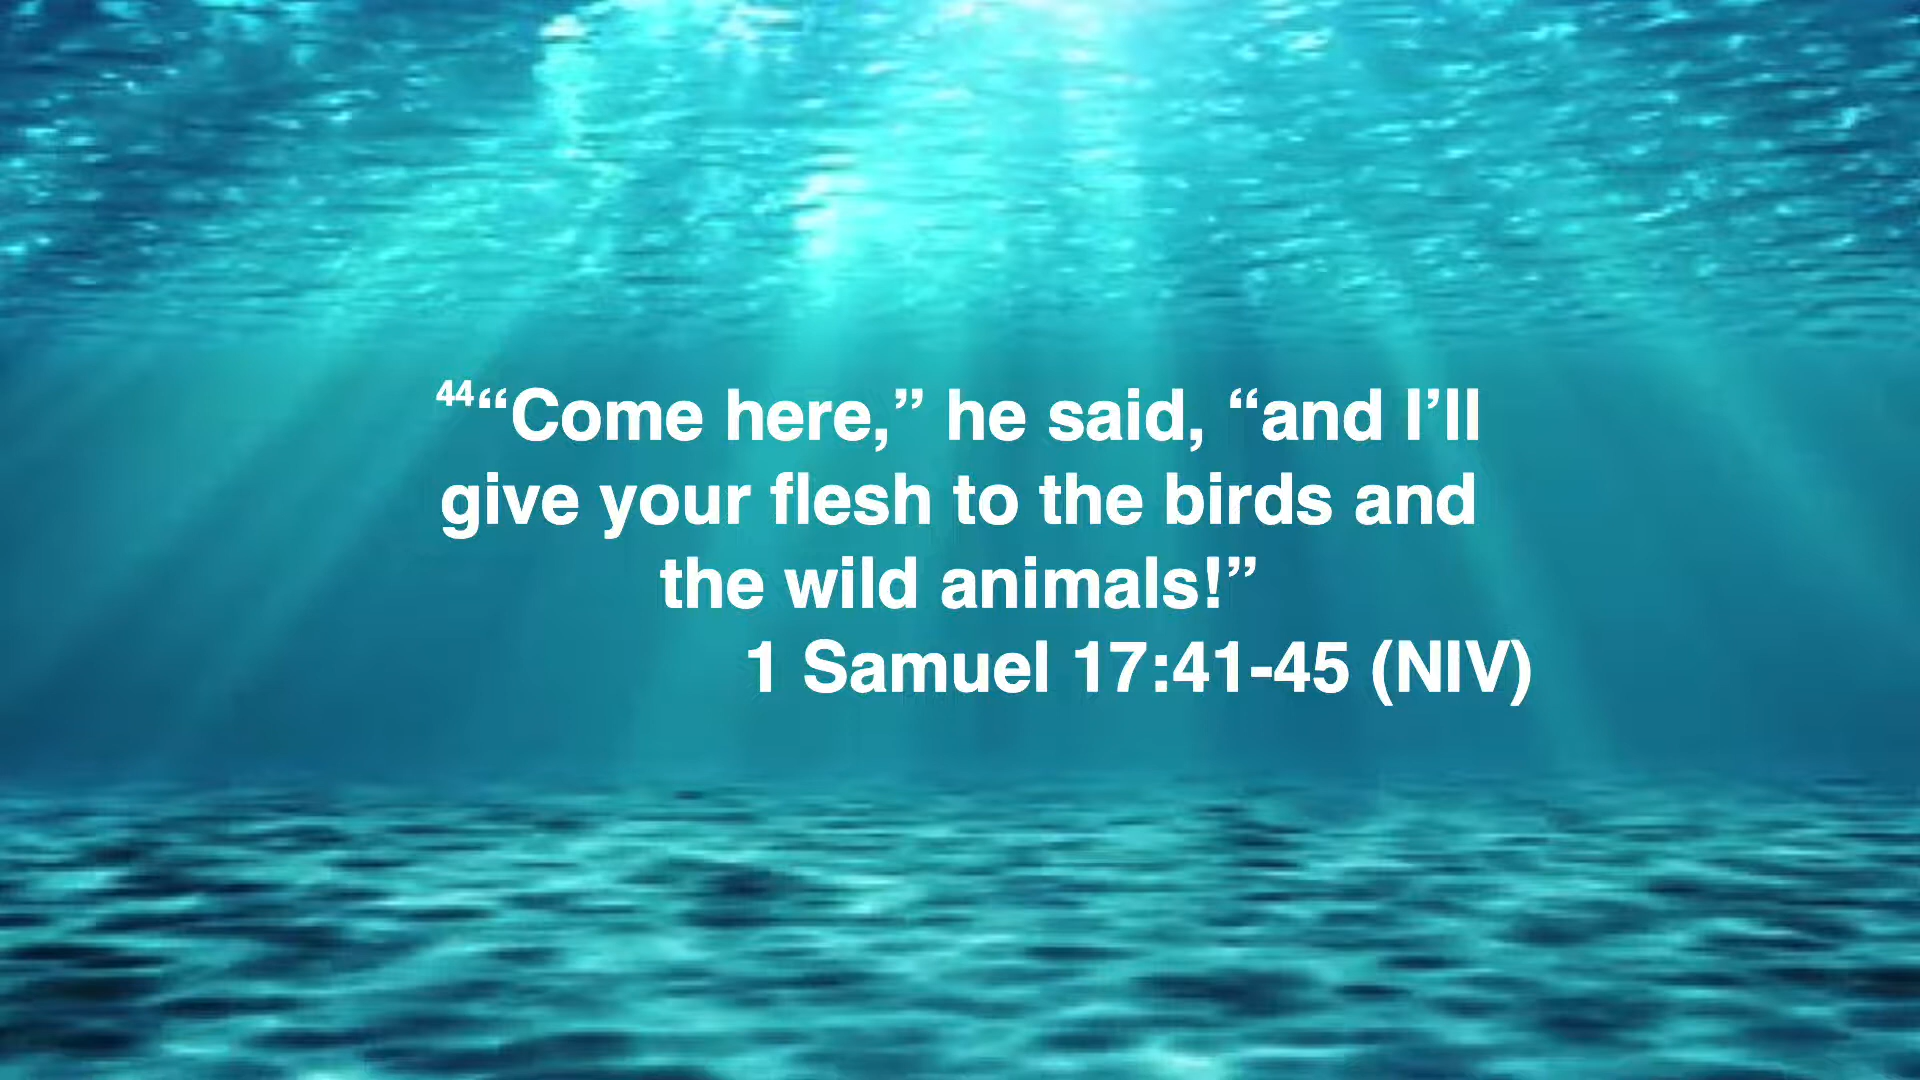 ⁴⁴“Come here,” he said, “and I’ll
give your flesh to the birds and
the wild animals!”
1 Samuel 17:41-45 (NIV)